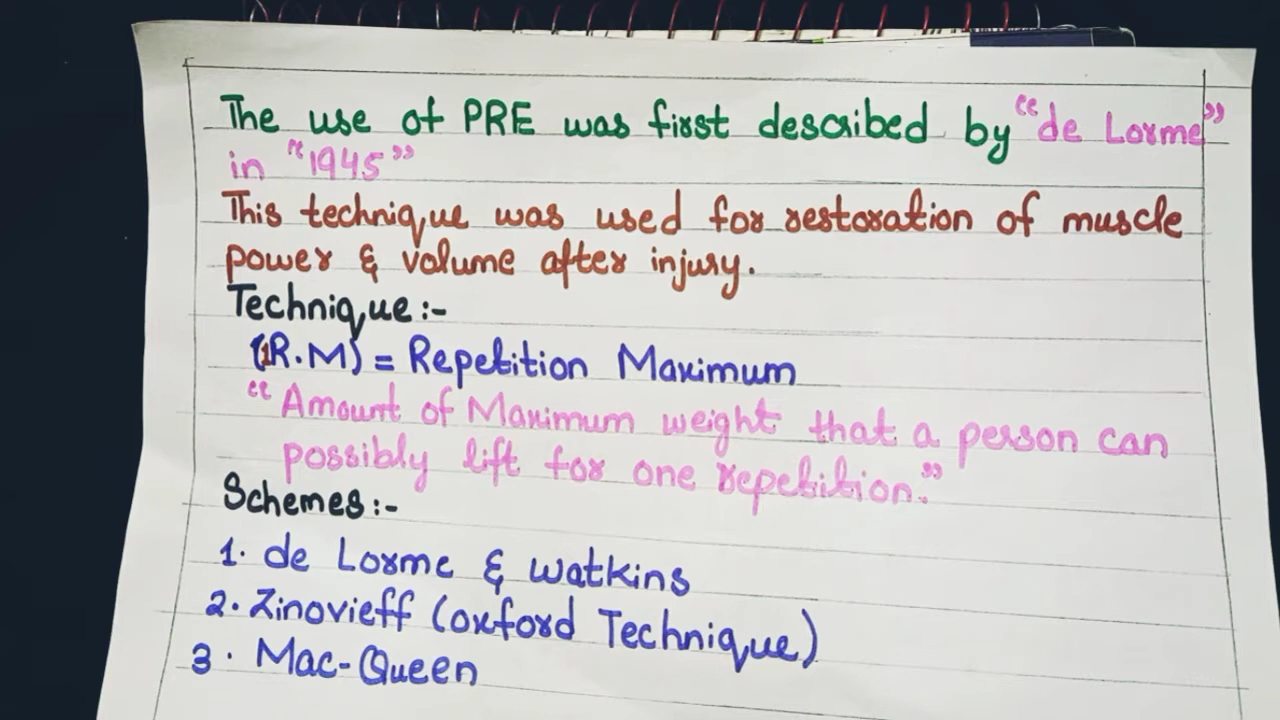 The use of PRE was first described by "de Lorme"
in "1945"
This technique was used for restoration of muscle
power & volume after injury.
Technique:-
(1R.M) = Repetition Maximum
"Amount of Maximum weight that a person can
possibly lift for one repetition."
Schemes:-
1. de Lorme & Watkins
2. Zinovieff (oxford Technique)
3. Mac-Queen